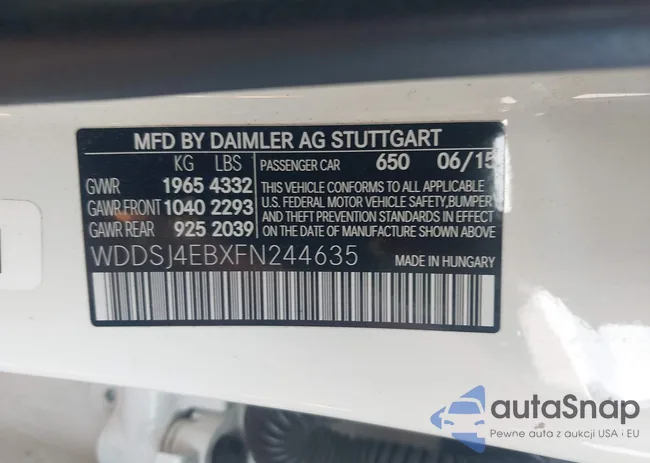 MFD BY DAIMLER AG STUTTGART
KG LBS
GVWR 1965 4332
GAWR FRONT 1040 2293
GAWR REAR 925 2039
PASSENGER CAR 650 06/15
THIS VEHICLE CONFORMS TO ALL APPLICABLE
U.S. FEDERAL MOTOR VEHICLE SAFETY,BUMPER
AND THEFT PREVENTION STANDARDS IN EFFECT
ON THE DATE OF MANUFACTURE SHOWN ABOVE
WDDSJ4EBXFN244635
MADE IN HUNGARY
autaSnap
Pewne auta z aukcji USA i EU